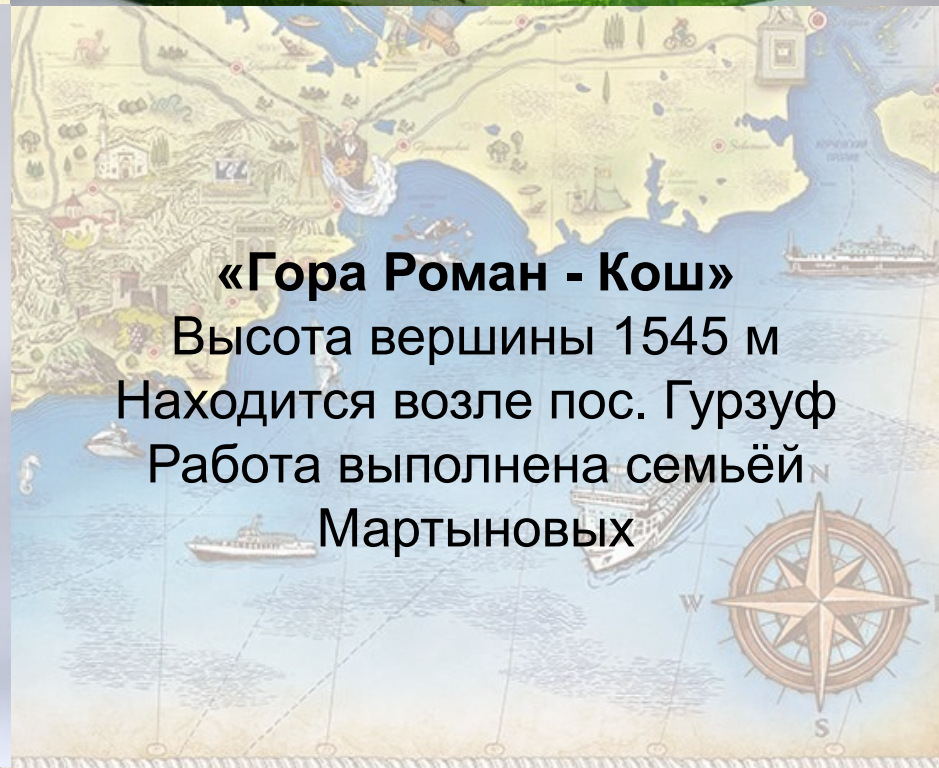 «Гора Роман - Кош»
Высота вершины 1545 м
Находится возле пос. Гурзуф
Работа выполнена семьёй
Мартыновых
N
W
S